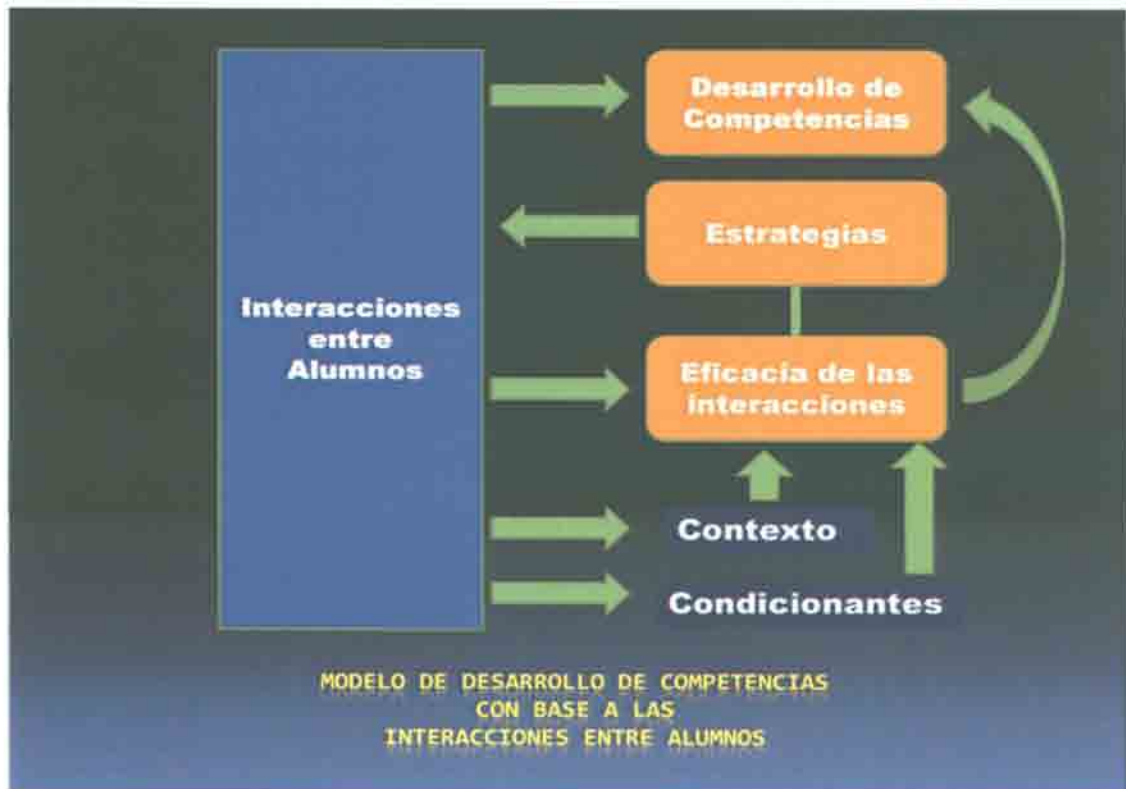 Interacciones
entre
Alumnos
Desarrollo de
Competencias
Estrategias
Eficacia de las
interacciones
Contexto
Condicionantes
MODELO DE DESARROLLO DE COMPETENCIAS
CON BASE A LAS
INTERACCIONES ENTRE ALUMNOS